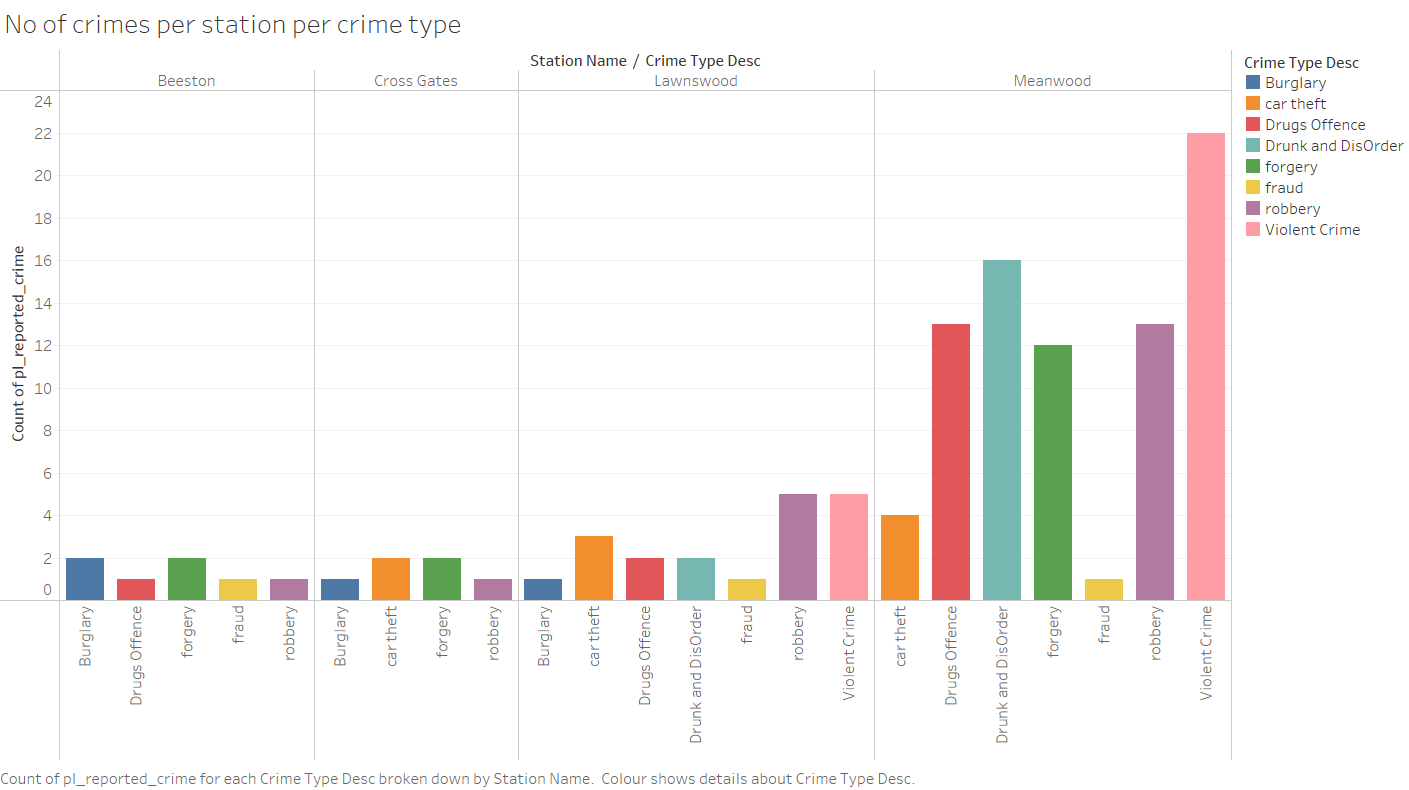 No of crimes per station per crime type
Station Name / Crime Type Desc
Beeston Cross Gates Lawnswood Meanwood
24
22
20
18
16
14
12
10
8
6
4
2
0
Count of pl_reported_crime
Burglary
Drugs Offence
forgery
fraud
robbery
Burglary
car theft
forgery
robbery
Burglary
car theft
Drugs Offence
Drunk and DisOrder
fraud
robbery
Violent Crime
car theft
Drugs Offence
Drunk and DisOrder
forgery
fraud
robbery
Violent Crime
Crime Type Desc
Burglary
car theft
Drugs Offence
Drunk and DisOrder
forgery
fraud
robbery
Violent Crime
Count of pl_reported_crime for each Crime Type Desc broken down by Station Name. Colour shows details about Crime Type Desc.